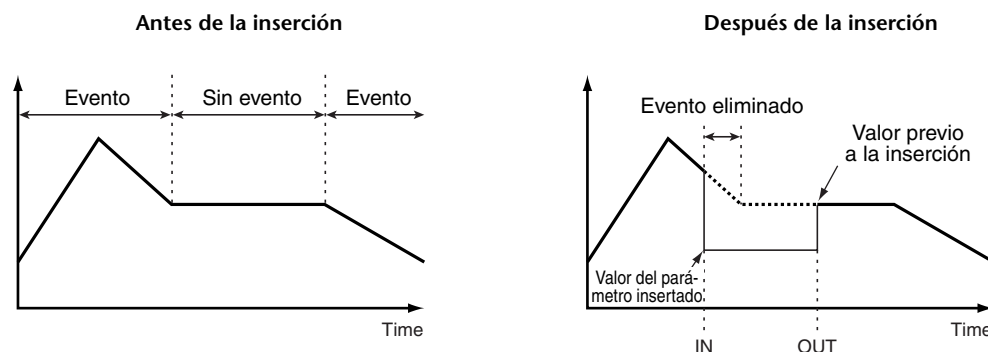 Antes de la inserción
Evento
Sin evento
Evento
Time
Después de la inserción
Evento eliminado
Valor previo
a la inserción
Valor del pará-
metro insertado
Time
IN
OUT